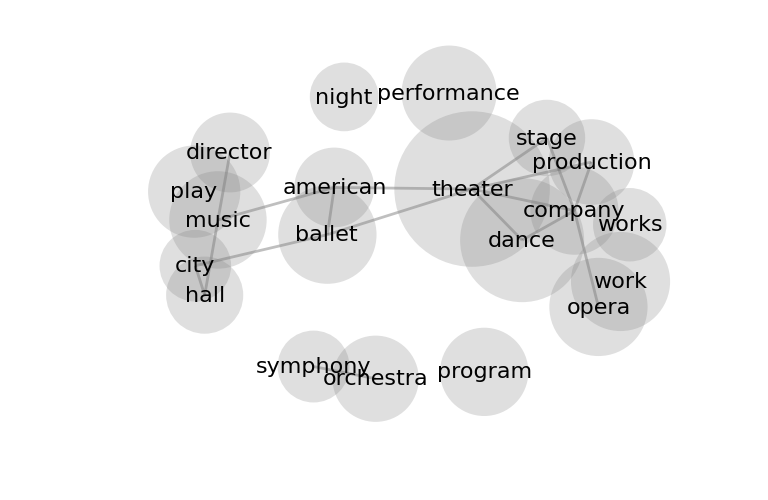 night
performance
director
stage
production
play
american
theater
music
company
works
ballet
dance
city
hall
work
opera
symphony
orchestra
program